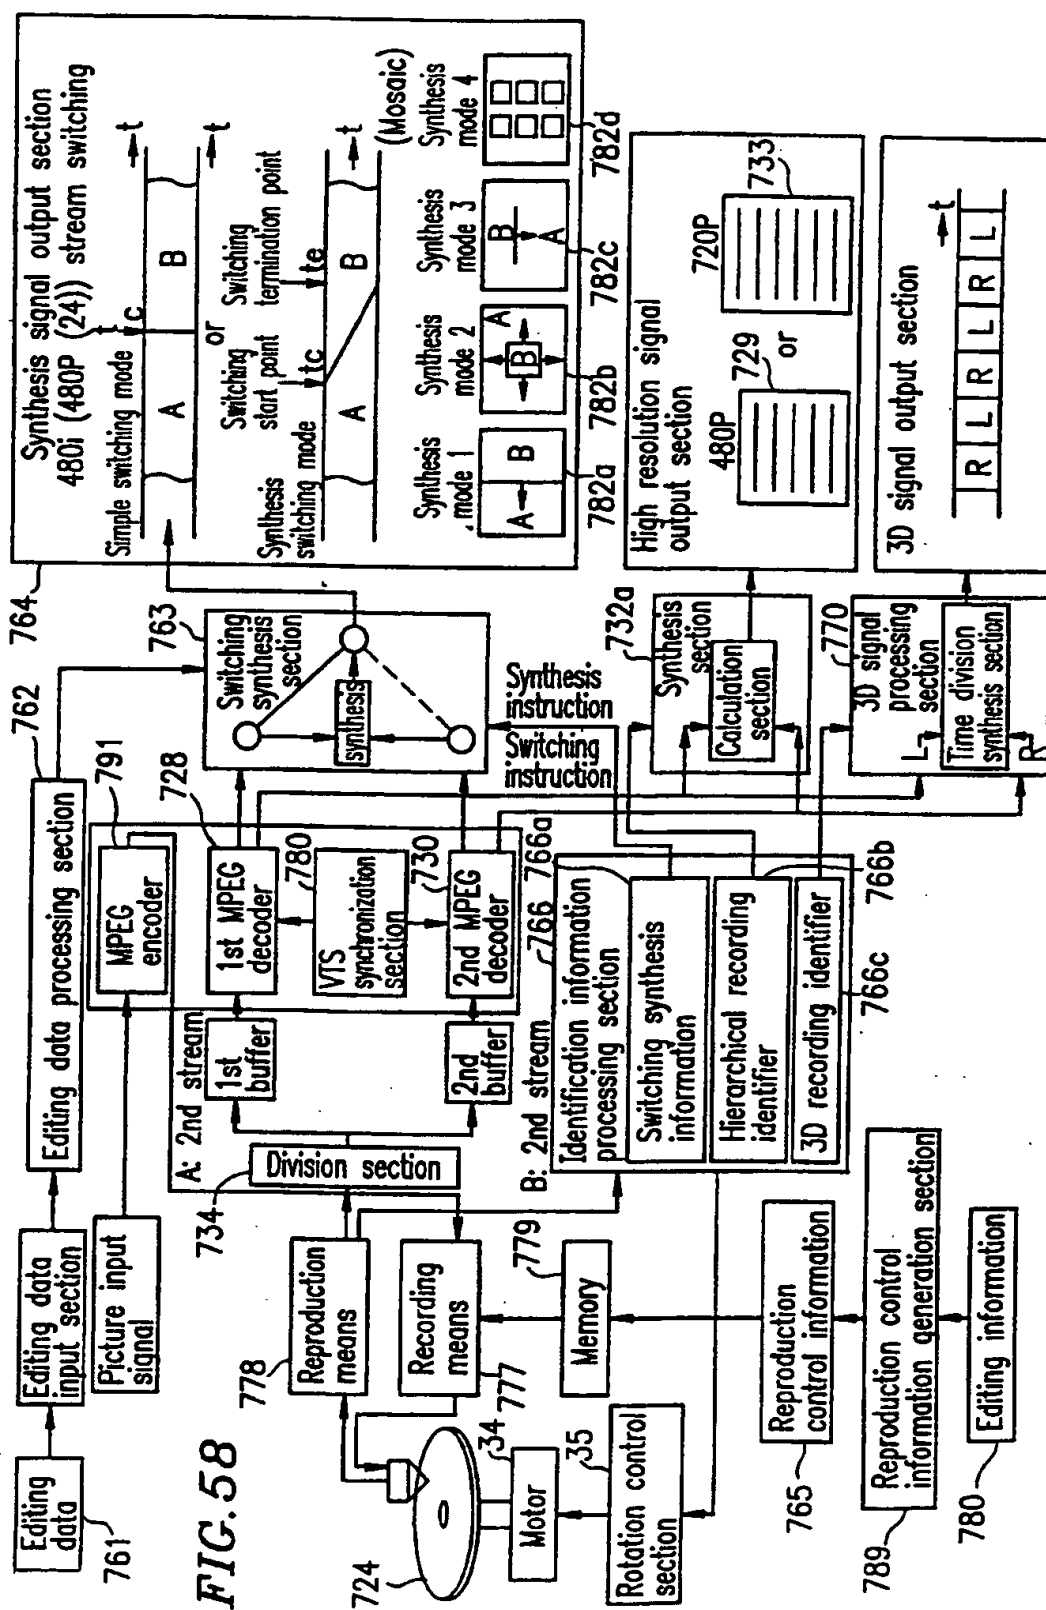 FIG. 58
Editing
data
761
Editing data
input section
Picture input
signal
Editing data processing section
762
MPEG
encoder
791
A: 2nd stream
1st
buffer
1st MPEG
decoder
728
VTS
synchronization
section
780
2nd
buffer
2nd MPEG
decoder
730
B: 2nd stream
Division section
734
Reproduction
means
778
Recording
means
777
724
Motor
34
Rotation control
section
35
Memory
779
Reproduction
control information
765
Reproduction control
information generation section
789
Editing information
780
766
766a
Identification information
processing section
Switching synthesis
information
Hierarchical recording
identifier
766b
3D recording identifier
766c
Switching
synthesis
section
763
synthesis
Synthesis
instruction
Switching
instruction
732a
Synthesis
section
Calculation
section
770
3D signal
processing
section
L
Time division
synthesis section
R
764
Synthesis signal output section
480i (480P (24)) stream switching
Simple switching mode
t c
t
A
B
t
or
Switching
start point
Switching
termination point
Synthesis
switching mode
tc
te
t
A
B
(Mosaic)
Synthesis
mode 1
Synthesis
mode 2
Synthesis
mode 3
Synthesis
mode 4
A
B
A
B
B
A
782a
782b
782c
782d
High resolution signal
output section
480P
729
or
720P
733
3D signal output section
t
R L R L R L